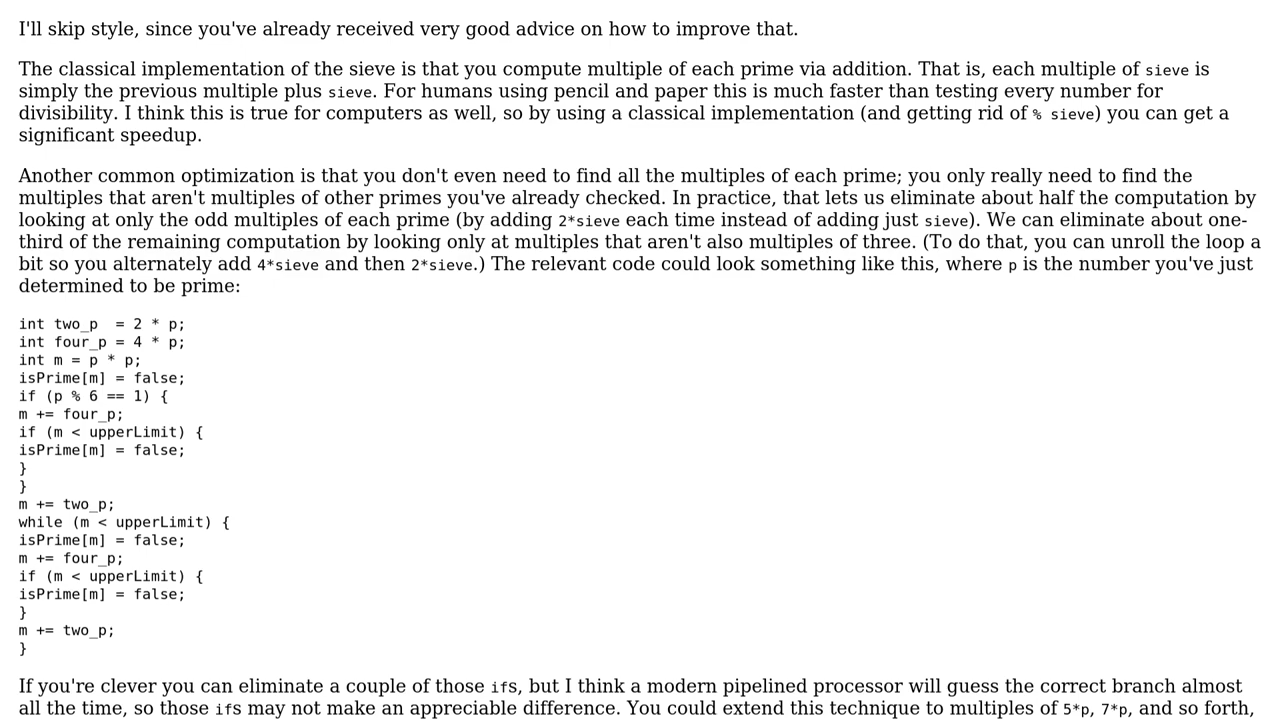 I'll skip style, since you've already received very good advice on how to improve that.
The classical implementation of the sieve is that you compute multiple of each prime via addition. That is, each multiple of sieve is
simply the previous multiple plus sieve. For humans using pencil and paper this is much faster than testing every number for
divisibility. I think this is true for computers as well, so by using a classical implementation (and getting rid of % sieve) you can get a
significant speedup.
Another common optimization is that you don't even need to find all the multiples of each prime; you only really need to find the
multiples that aren't multiples of other primes you've already checked. In practice, that lets us eliminate about half the computation by
looking at only the odd multiples of each prime (by adding 2*sieve each time instead of adding just sieve). We can eliminate about one-
third of the remaining computation by looking only at multiples that aren't also multiples of three. (To do that, you can unroll the loop a
bit so you alternately add 4*sieve and then 2*sieve.) The relevant code could look something like this, where p is the number you've just
determined to be prime:
int two_p  = 2 * p;
int four_p = 4 * p;
int m = p * p;
isPrime[m] = false;
if (p % 6 == 1) {
m += four_p;
if (m < upperLimit) {
isPrime[m] = false;
}
}
m += two_p;
while (m < upperLimit) {
isPrime[m] = false;
m += four_p;
if (m < upperLimit) {
isPrime[m] = false;
}
m += two_p;
}
If you're clever you can eliminate a couple of those ifs, but I think a modern pipelined processor will guess the correct branch almost
all the time, so those ifs may not make an appreciable difference. You could extend this technique to multiples of 5*p, 7*p, and so forth,